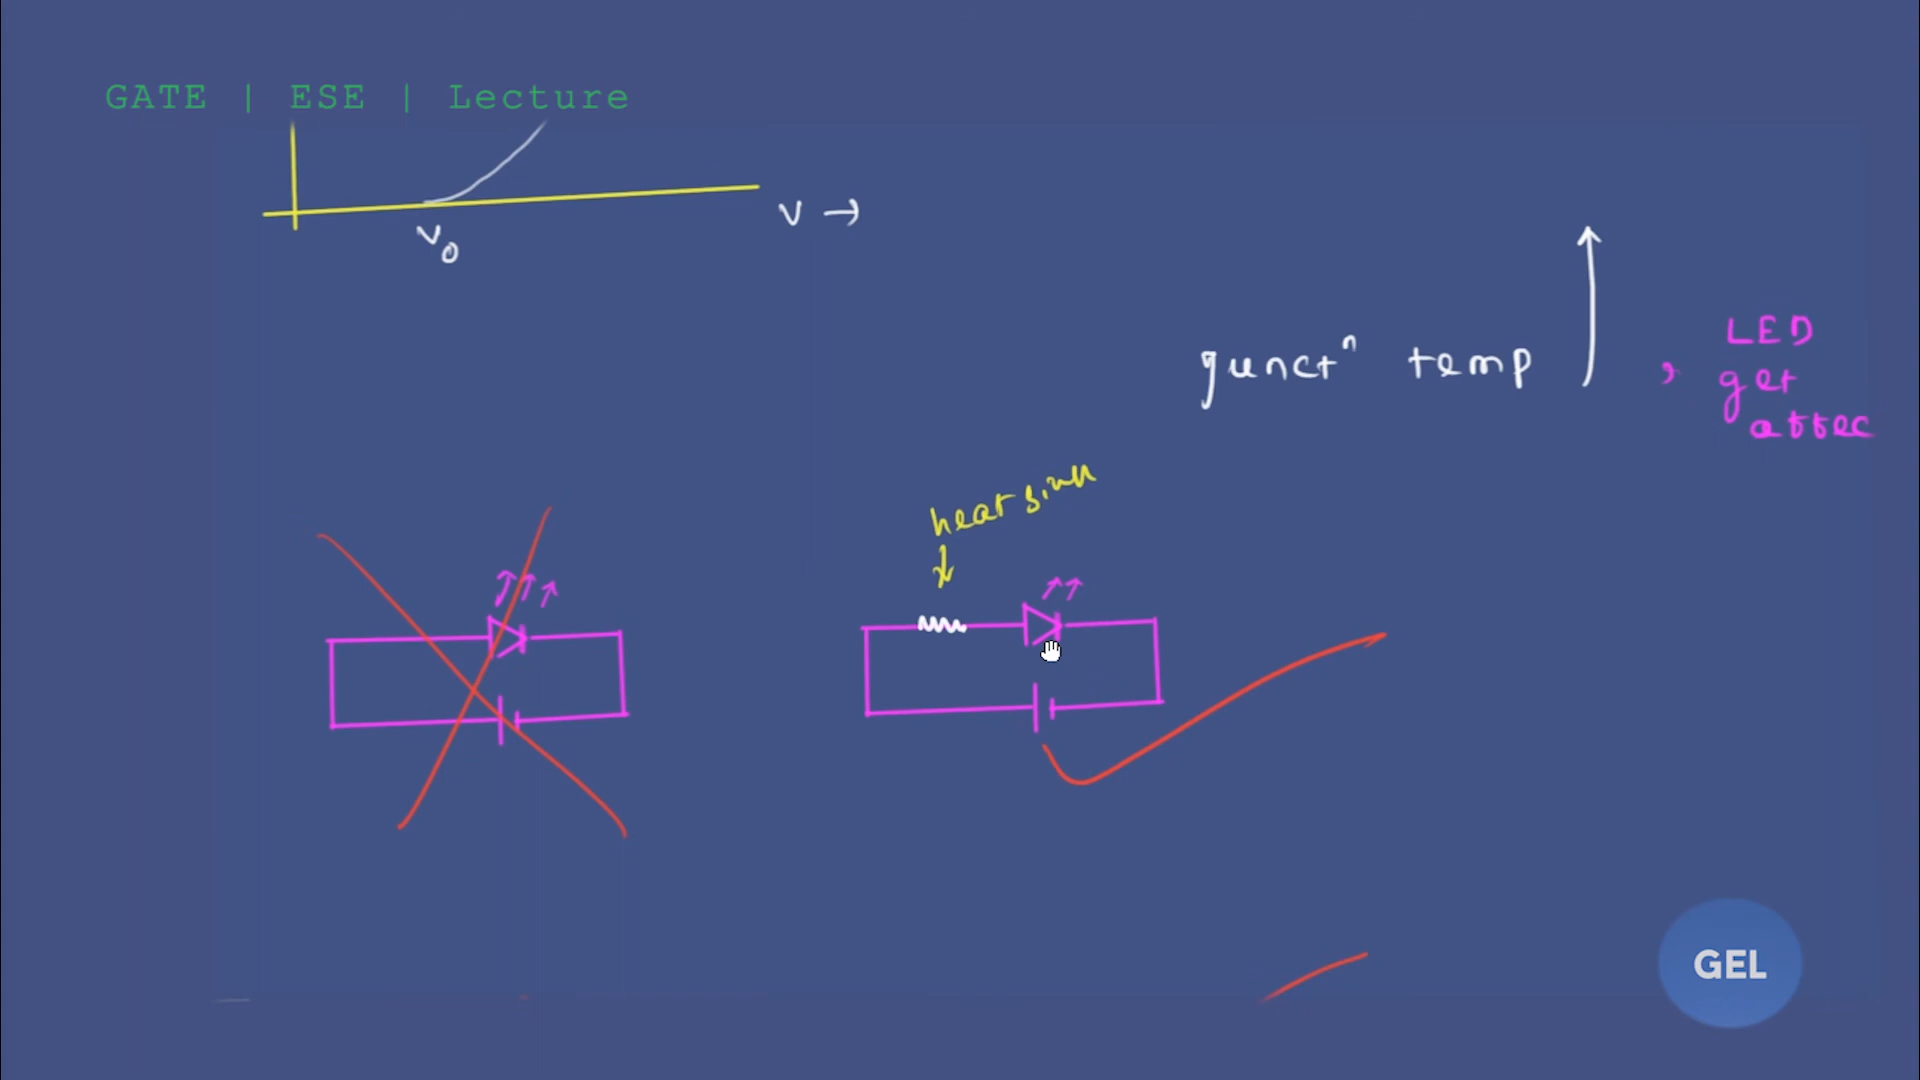 GATE | ESE | Lecture
V →
V0
junctⁿ temp ↑ ,
LED
get
affec
heat sink
GEL